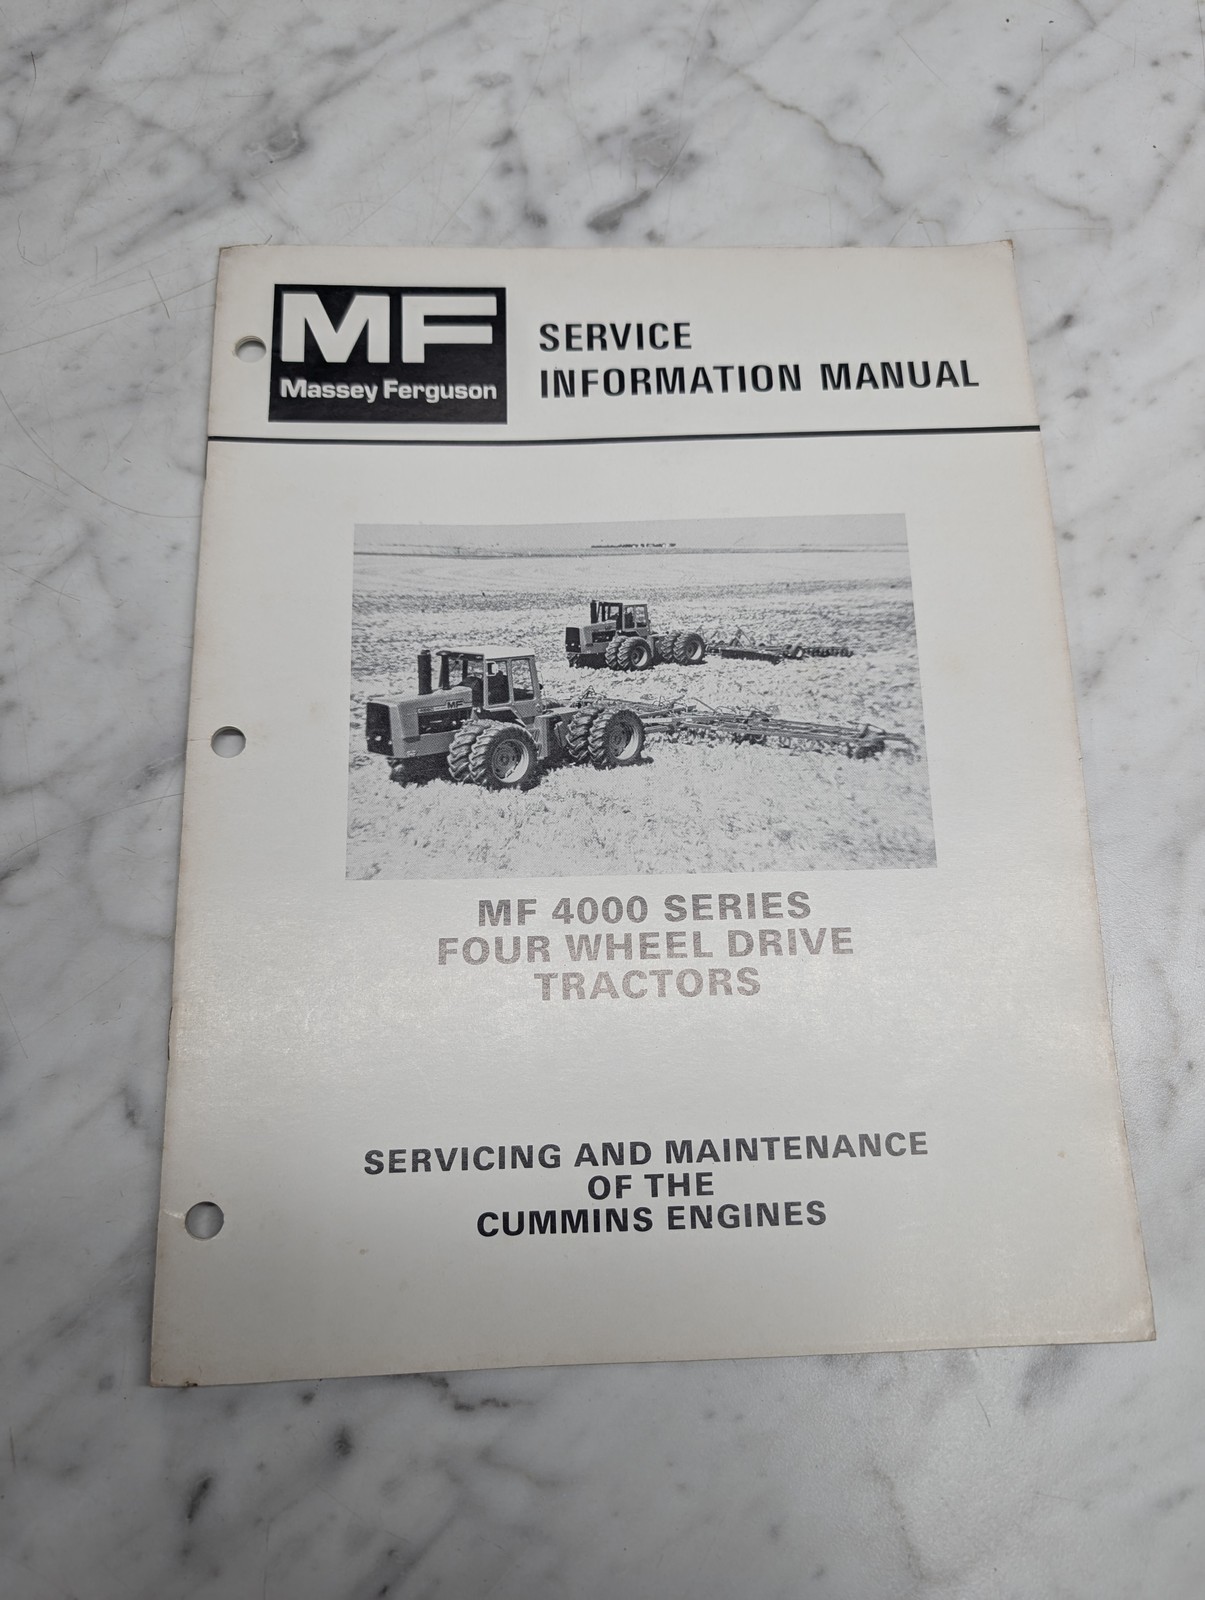 MF
Massey Ferguson
SERVICE
INFORMATION MANUAL
MF
MF 4000 SERIES
FOUR WHEEL DRIVE
TRACTORS
SERVICING AND MAINTENANCE
OF THE
CUMMINS ENGINES